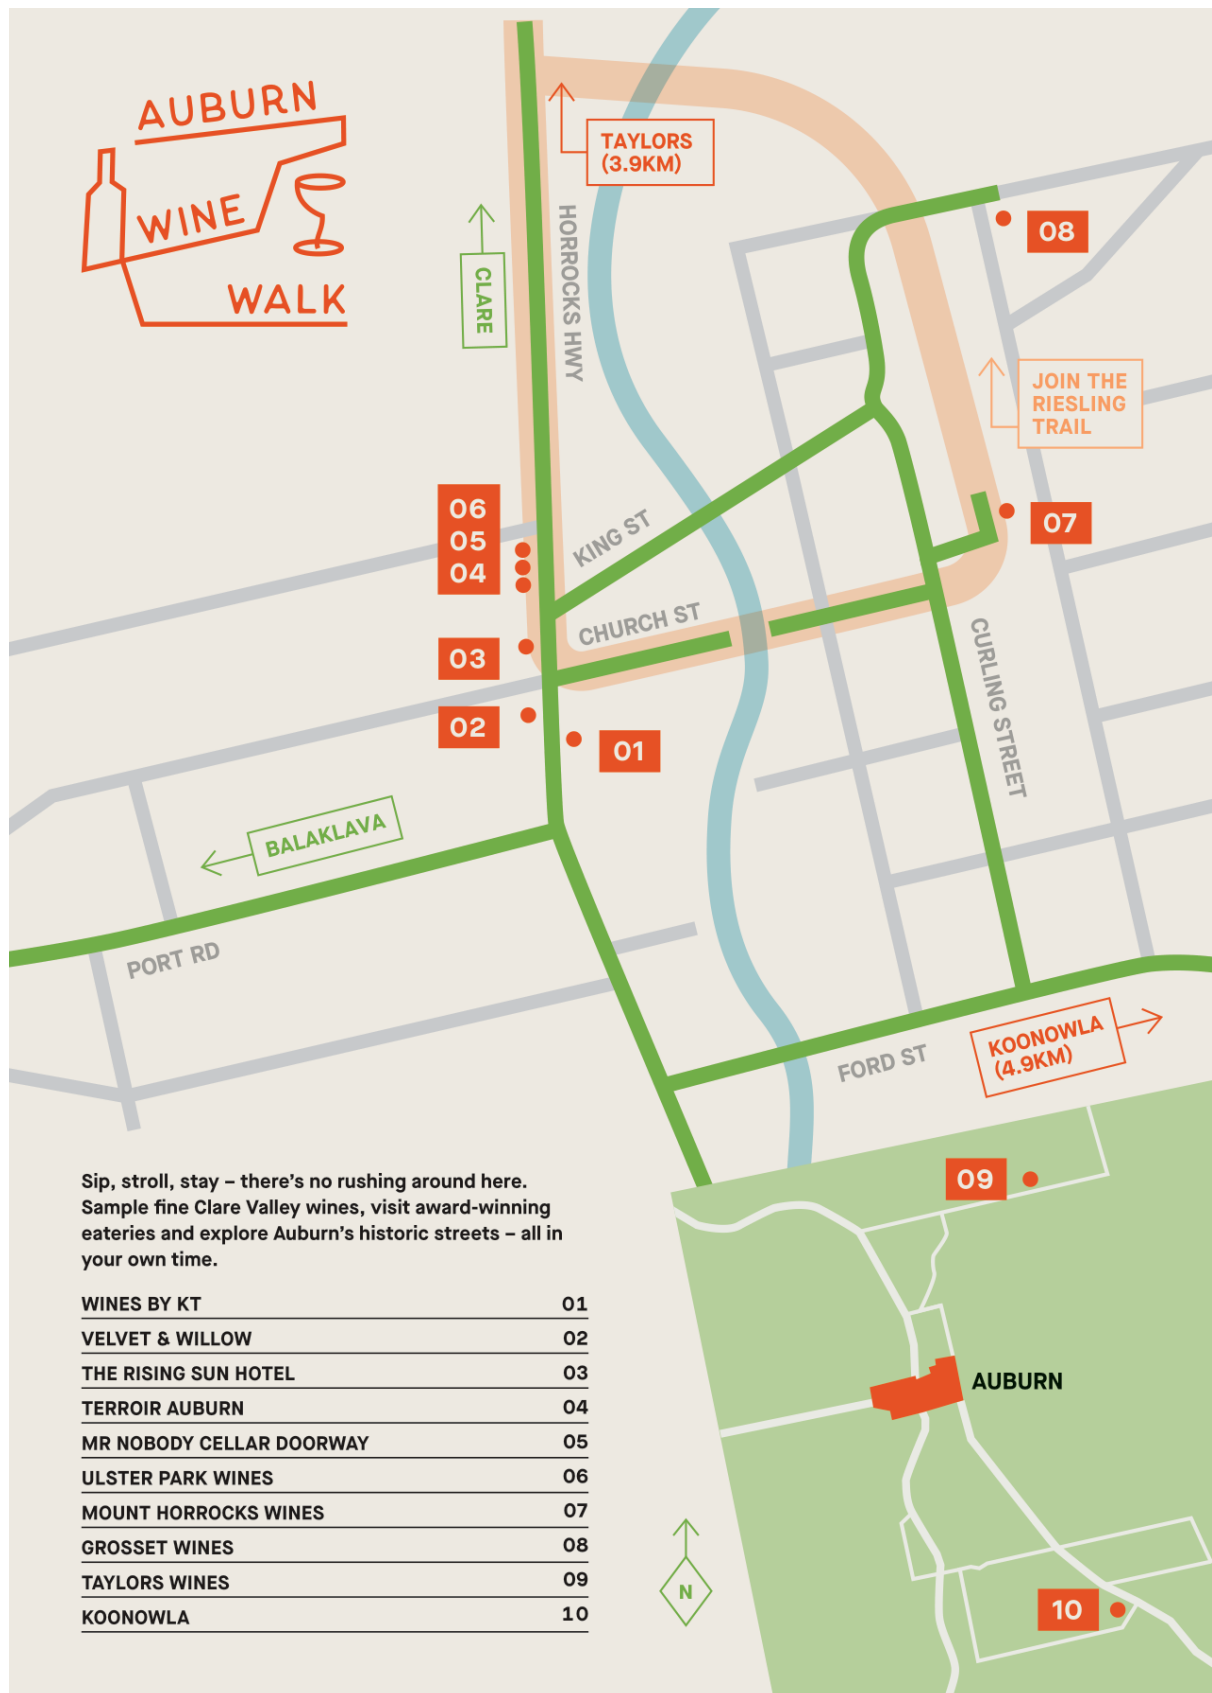 AUBURN
WINE
WALK
TAYLORS
(3.9KM)
HORROCKS HWY
CLARE
08
JOIN THE
RIESLING
TRAIL
06
05
04
07
KING ST
CHURCH ST
03
02
01
CURLING STREET
BALAKLAVA
PORT RD
FORD ST
KOONOWLA
(4.9KM)
09
AUBURN
10
N
Sip, stroll, stay – there’s no rushing around here.
Sample fine Clare Valley wines, visit award-winning
eateries and explore Auburn’s historic streets – all in
your own time.
WINES BY KT 01
VELVET & WILLOW 02
THE RISING SUN HOTEL 03
TERROIR AUBURN 04
MR NOBODY CELLAR DOORWAY 05
ULSTER PARK WINES 06
MOUNT HORROCKS WINES 07
GROSSET WINES 08
TAYLORS WINES 09
KOONOWLA 10